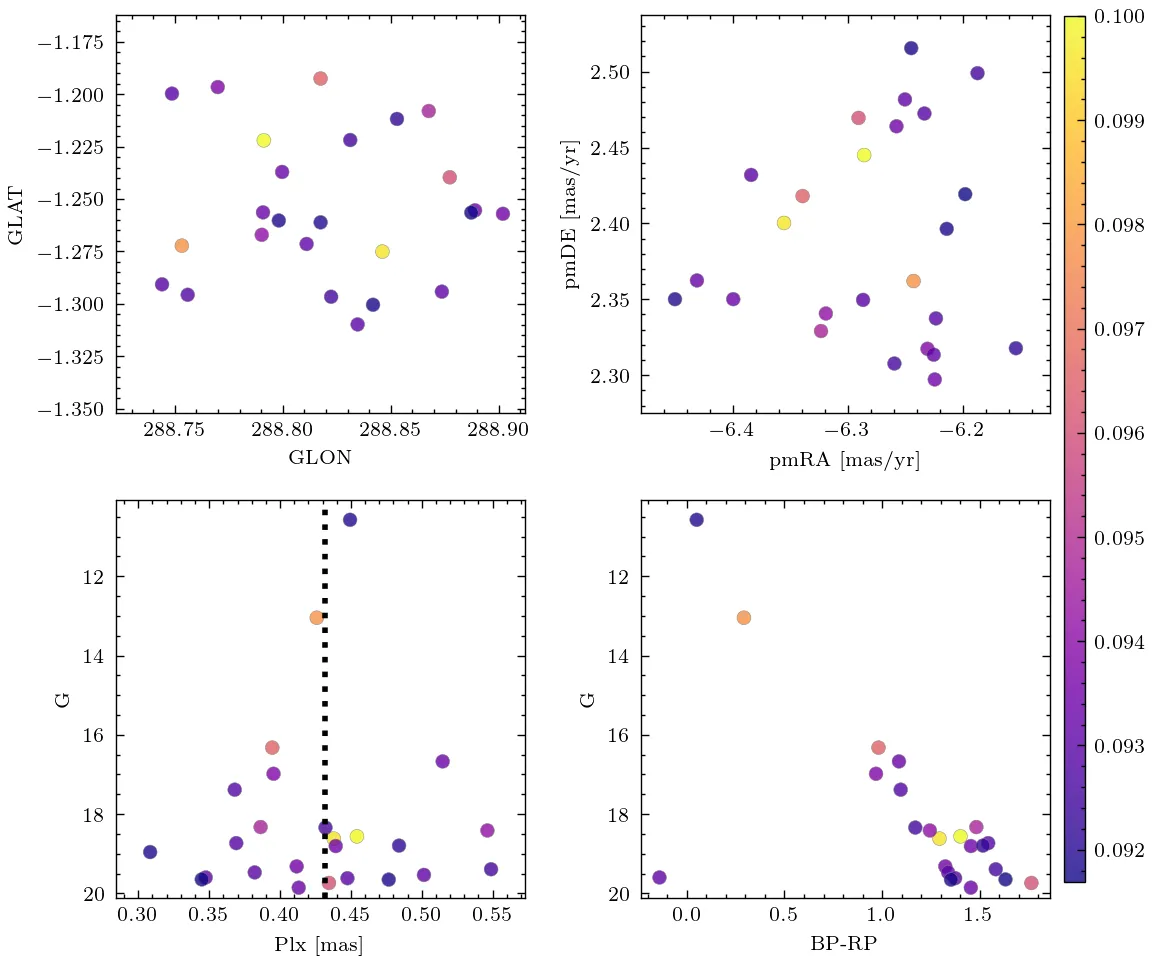 −1.175
−1.200
−1.225
−1.250
−1.275
−1.300
−1.325
−1.350
GLAT
288.75 288.80 288.85 288.90
GLON
2.50
2.45
2.40
2.35
2.30
pmDE [mas/yr]
−6.4 −6.3 −6.2
pmRA [mas/yr]
0.100
0.099
0.098
0.097
0.096
0.095
0.094
0.093
0.092
12
14
16
18
20
G
0.30 0.35 0.40 0.45 0.50 0.55
Plx [mas]
12
14
16
18
20
G
0.0 0.5 1.0 1.5
BP-RP